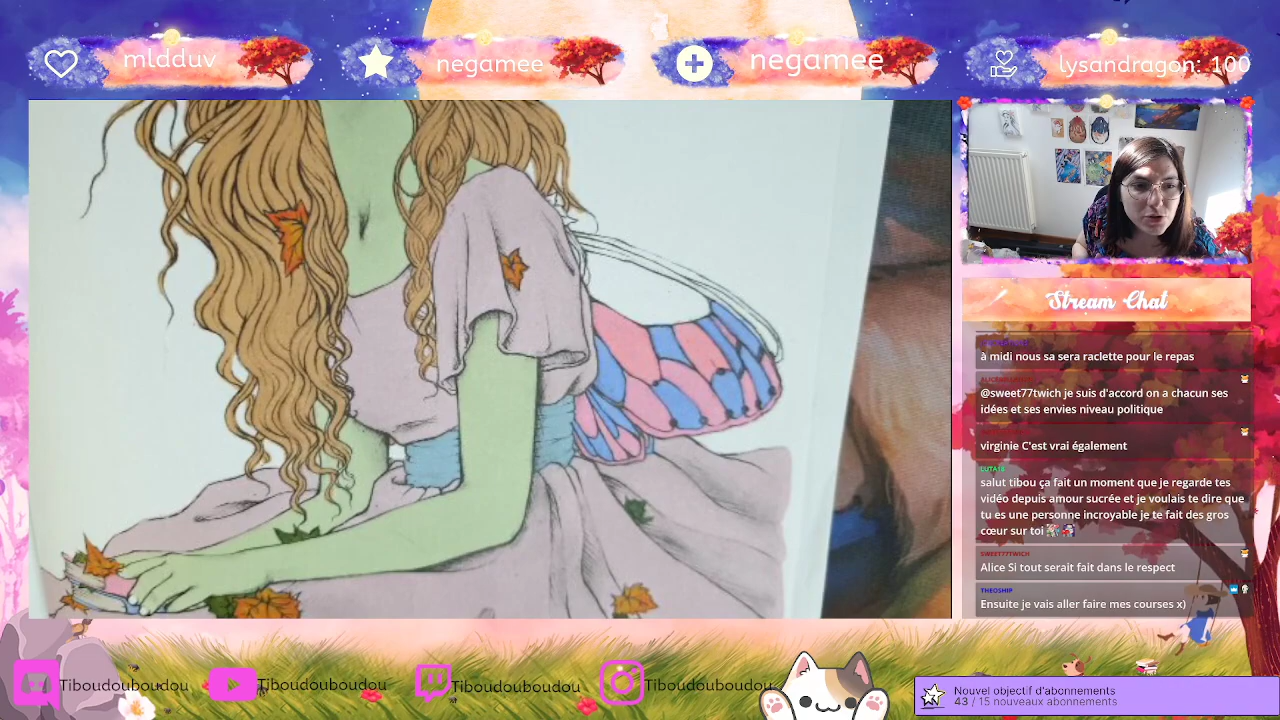 mldduv
negamee
negamee
lysandragon: 100
Stream Chat
à midi nous sa sera raclette pour le repas
@sweet77twich je suis d'accord on a chacun ses
idées et ses envies niveau politique
virginie C'est vrai également
LUTA18
salut tibou ça fait un moment que je regarde tes
vidéo depuis amour sucrée et je voulais te dire que
tu es une personne incroyable je te fait des gros
cœur sur toi
SWEET77TWICH
Alice Si tout serait fait dans le respect
THEOSHIP
Ensuite je vais aller faire mes courses x)
Tiboudouboudou
Tiboudouboudou
Tiboudouboudou
Tiboudouboudou
Nouvel objectif d'abonnements
43 / 15 nouveaux abonnements